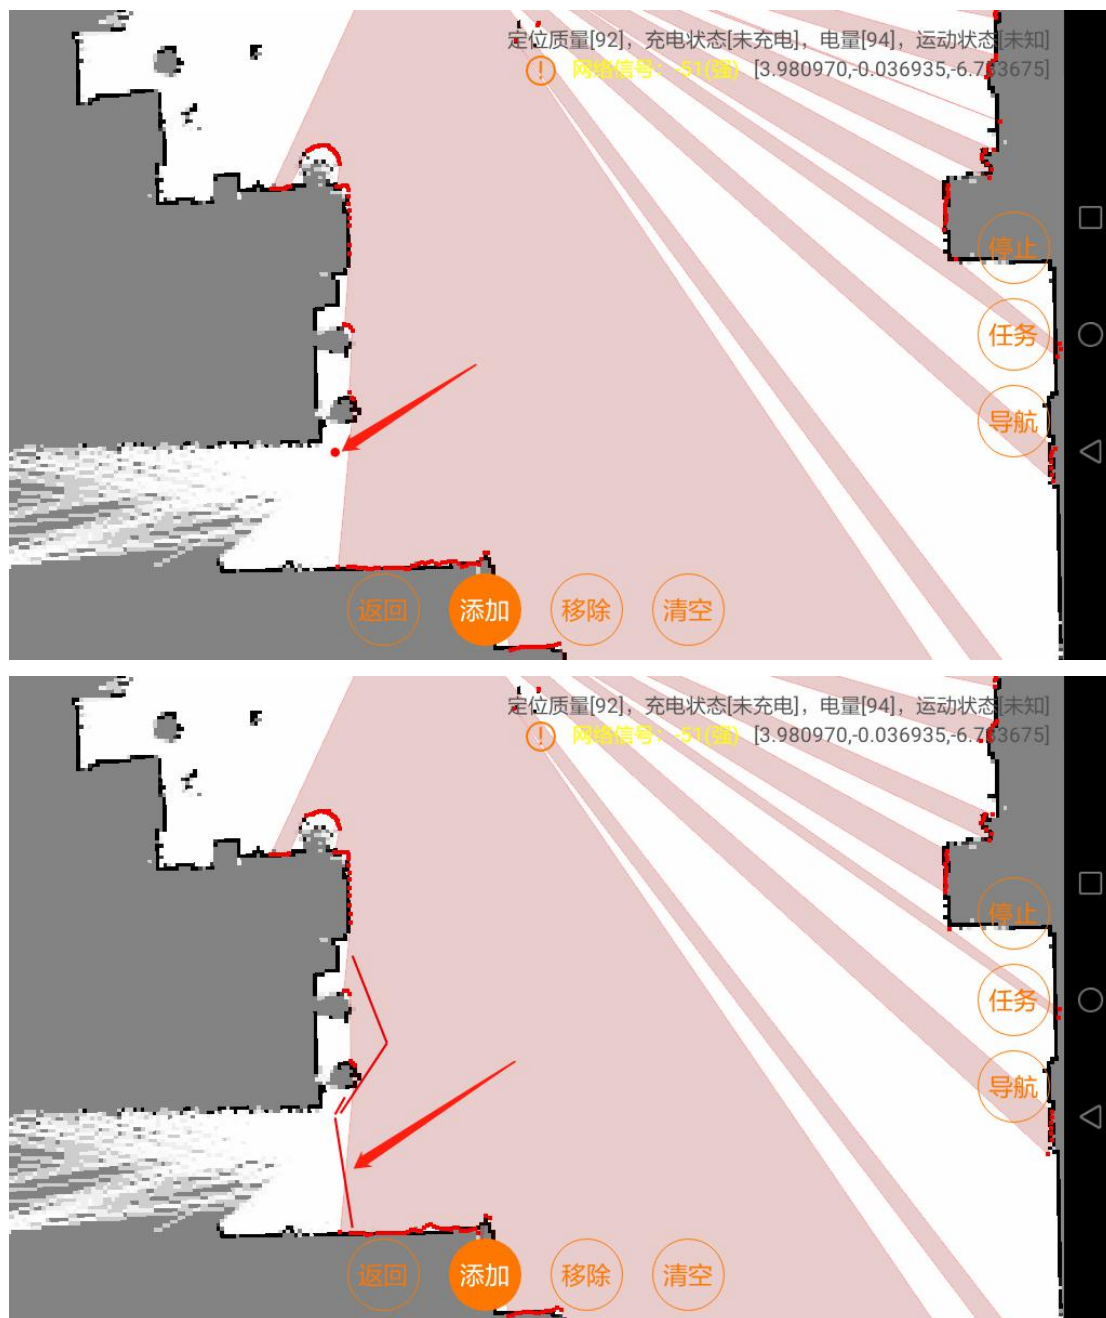 定位质量[92]，充电状态[未充电]，电量[94]，运动状态[未知]
网络信号：-51(强) [3.980970,-0.036935,-6.7 3675]
停止
任务
导航
返回 添加 移除 清空
定位质量[92]，充电状态[未充电]，电量[94]，运动状态[未知]
网络信号：-51(强) [3.980970,-0.036935,-6.7 3675]
停止
任务
导航
返回 添加 移除 清空